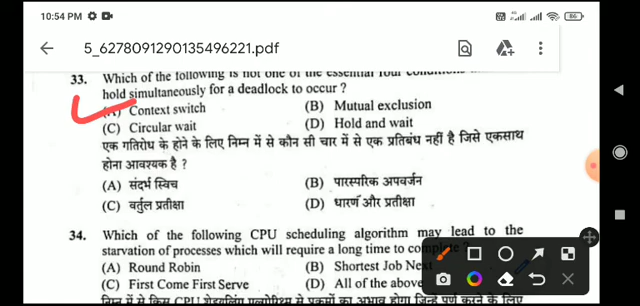 10:54 PM
86
5_6278091290135496221.pdf
33. Which of the following is not one of the essential four
hold simultaneously for a deadlock to occur ?
(A) Context switch (B) Mutual exclusion
(C) Circular wait (D) Hold and wait
एक गतिरोध के होने के लिए निम्न में से कौन सी चार में से एक प्रतिबंध नहीं है जिसे एकसाथ
होना आवश्यक है ?
(A) संदर्भ स्विच (B) पारस्परिक अपवर्जन
(C) वर्तुल प्रतीक्षा (D) धारण और प्रतीक्षा
34. Which of the following CPU scheduling algorithm may lead to the
starvation of processes which will require a long time to
(A) Round Robin (B) Shortest Job
(C) First Come First Serve (D) All of the above